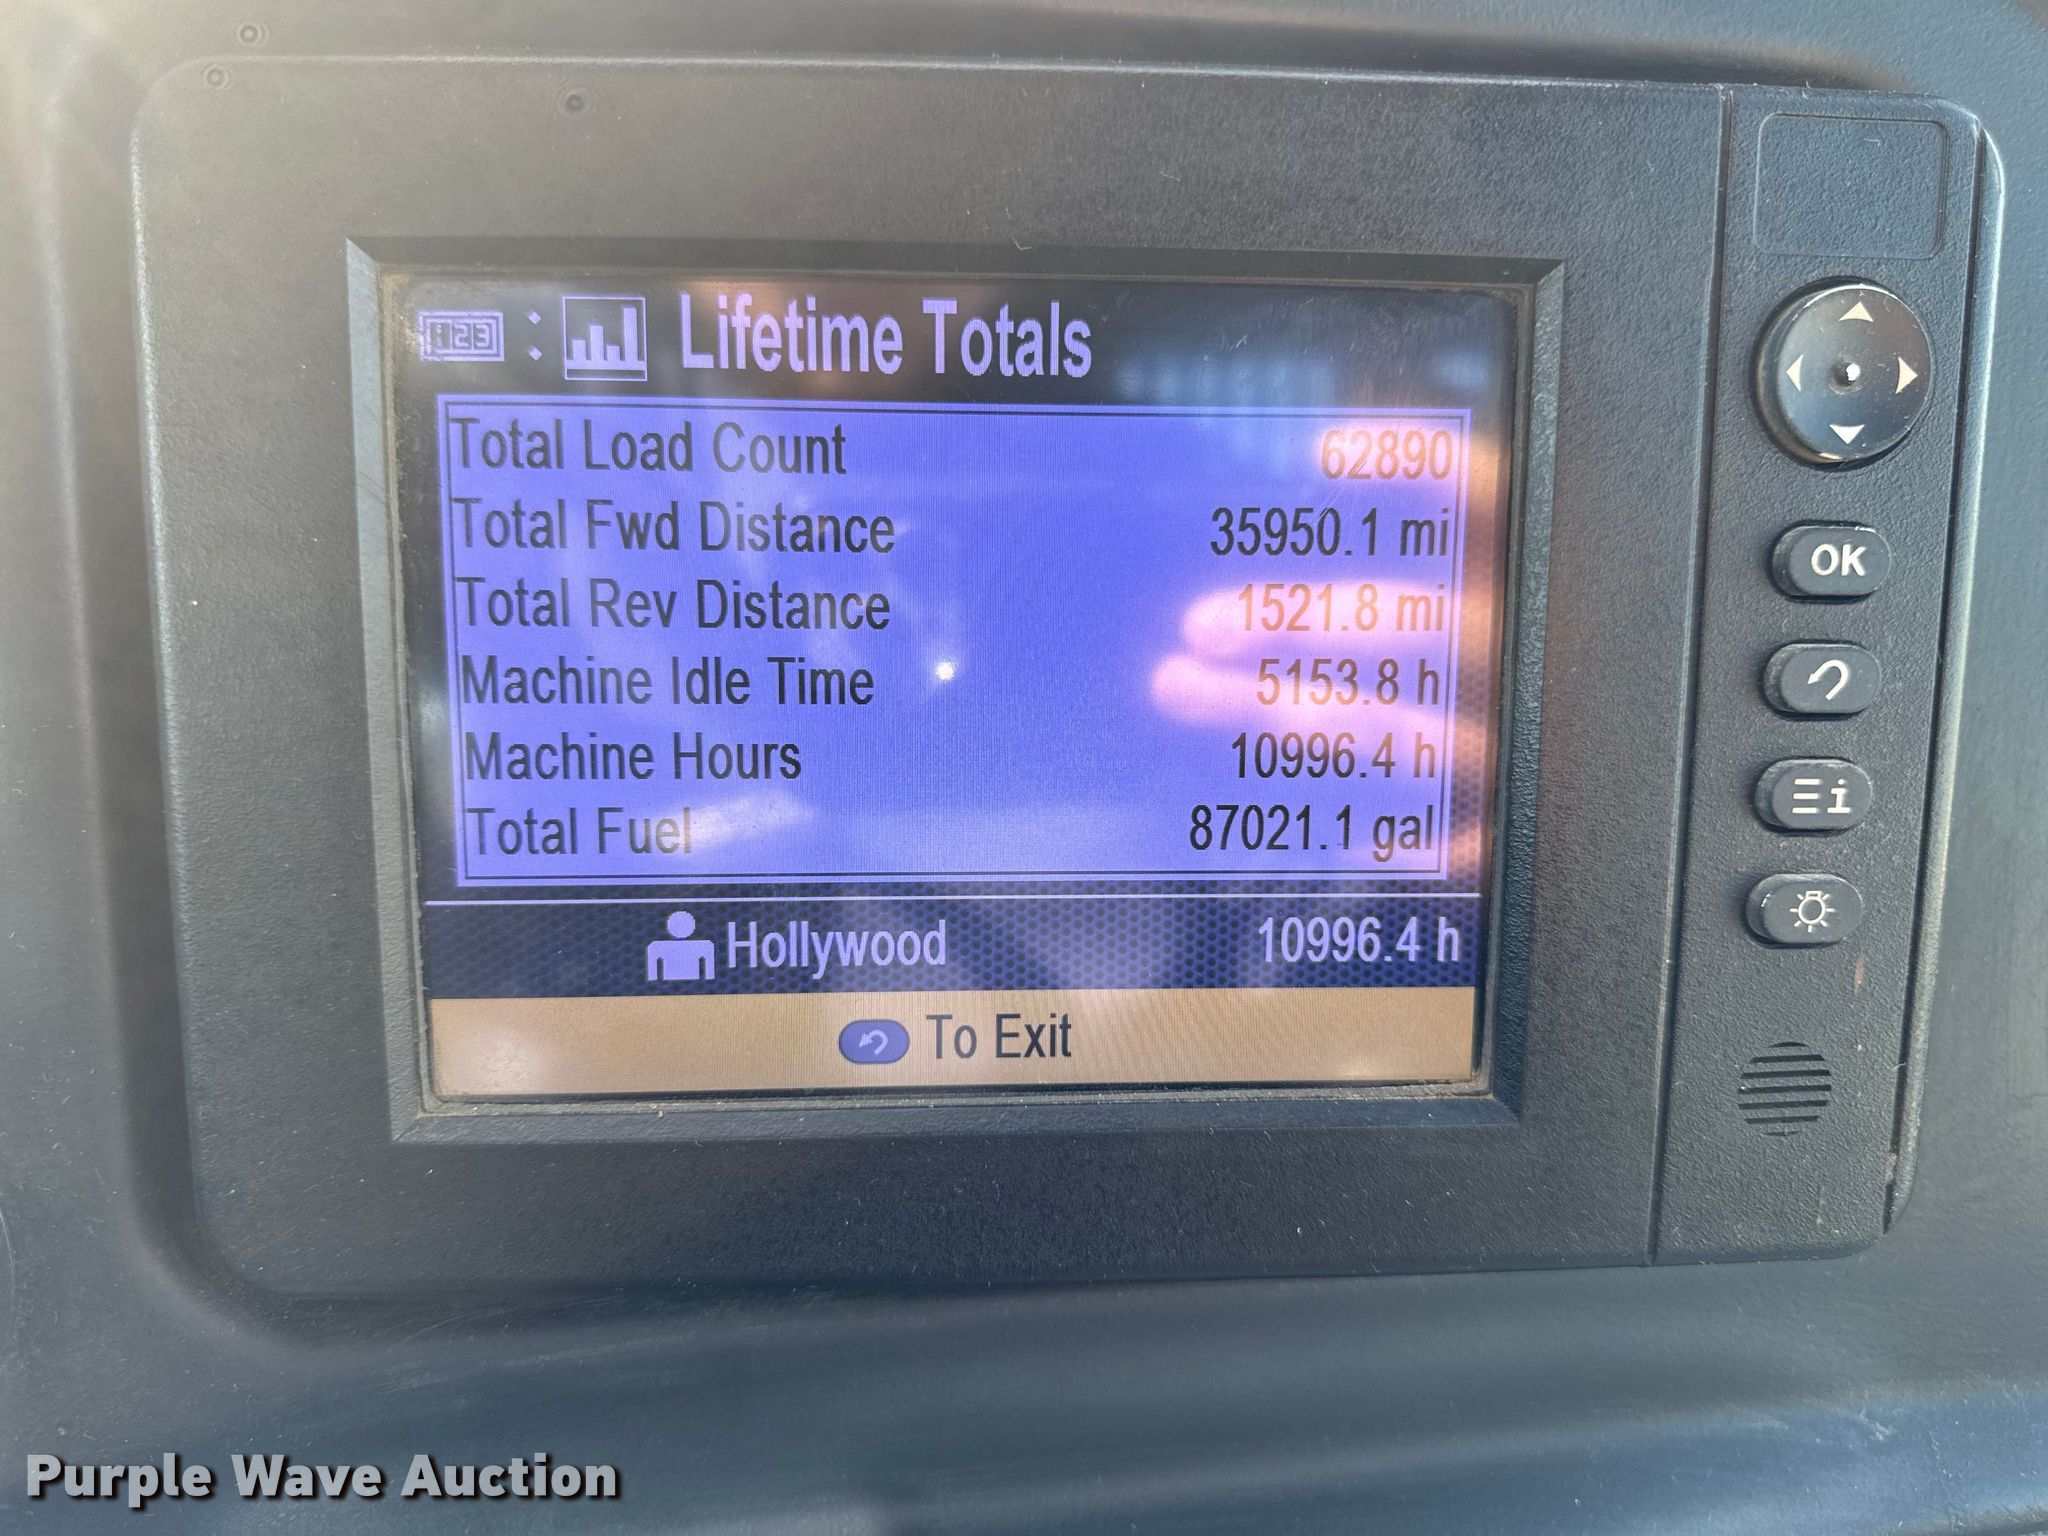 123 : Lifetime Totals
Total Load Count 62890
Total Fwd Distance 35950.1 mi
Total Rev Distance 1521.8 mi
Machine Idle Time 5153.8 h
Machine Hours 10996.4 h
Total Fuel 87021.1 gal
Hollywood 10996.4 h
To Exit
OK
i
Purple Wave Auction